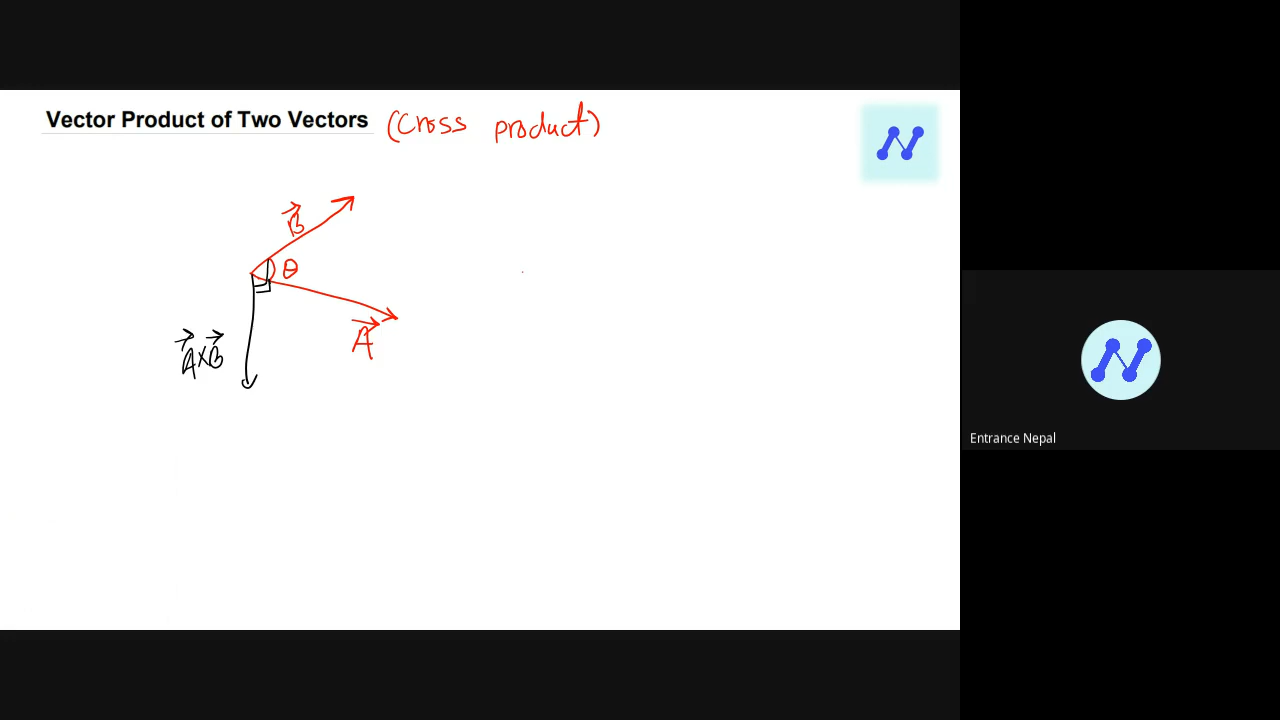 Vector Product of Two Vectors (Cross product)
B⃗
θ
A⃗
A⃗×B⃗
Entrance Nepal